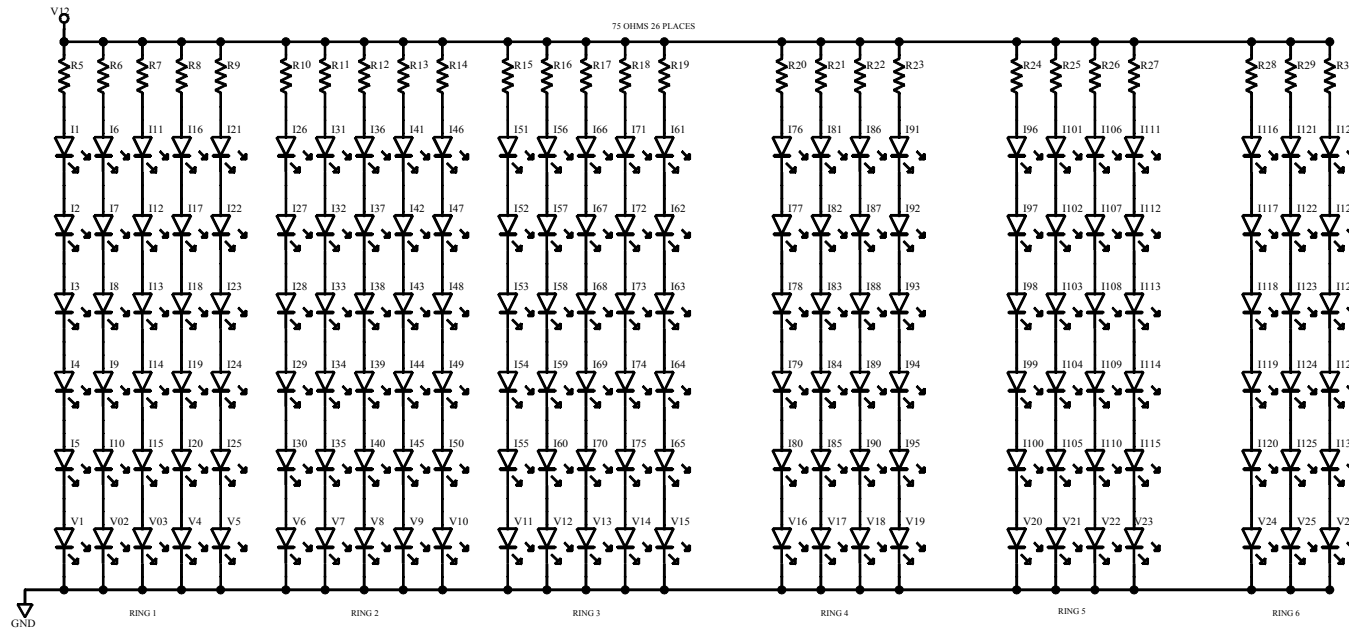 V12
75 OHMS 26 PLACES
R5 R6 R7 R8 R9 R10 R11 R12 R13 R14 R15 R16 R17 R18 R19 R20 R21 R22 R23 R24 R25 R26 R27 R28 R29 R3
I1 I6 I11 I16 I21 I26 I31 I36 I41 I46 I51 I56 I66 I71 I61 I76 I81 I86 I91 I96 I101 I106 I111 I116 I121 I12
I2 I7 I12 I17 I22 I27 I32 I37 I42 I47 I52 I57 I67 I72 I62 I77 I82 I87 I92 I97 I102 I107 I112 I117 I122 I12
I3 I8 I13 I18 I23 I28 I33 I38 I43 I48 I53 I58 I68 I73 I63 I78 I83 I88 I93 I98 I103 I108 I113 I118 I123 I12
I4 I9 I14 I19 I24 I29 I34 I39 I44 I49 I54 I59 I69 I74 I64 I79 I84 I89 I94 I99 I104 I109 I114 I119 I124 I12
I5 I10 I15 I20 I25 I30 I35 I40 I45 I50 I55 I60 I70 I75 I65 I80 I85 I90 I95 I100 I105 I110 I115 I120 I125 I13
V1 V02 V03 V4 V5 V6 V7 V8 V9 V10 V11 V12 V13 V14 V15 V16 V17 V18 V19 V20 V21 V22 V23 V24 V25 V2
GND
RING 1 RING 2 RING 3 RING 4 RING 5 RING 6